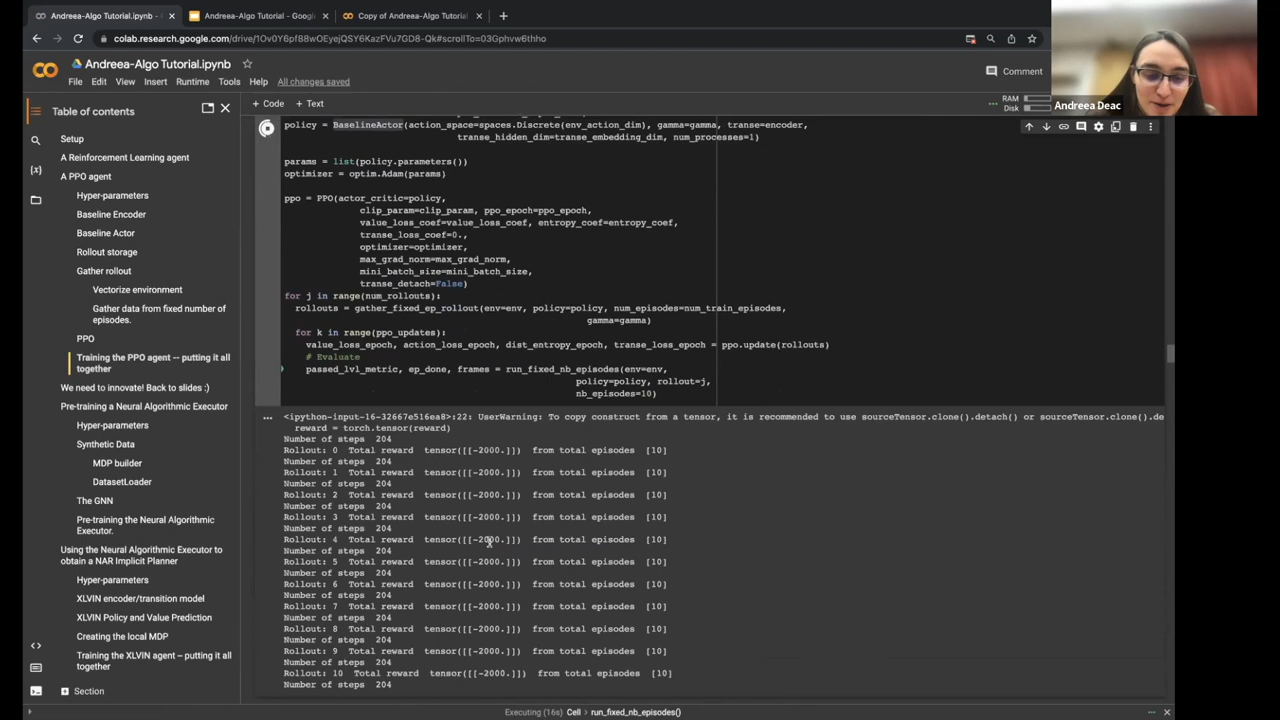 Andreea-Algo Tutorial.ipynb -
Andreea-Algo Tutorial - Goog
Copy of Andreea-Algo Tutorial
colab.research.google.com/drive/1Ov0Y6pf88wOEyejQSY6KazFVu7GD8-Qk#scrollTo=03Gphvw6thho
Andreea-Algo Tutorial.ipynb
File Edit View Insert Runtime Tools Help All changes saved
Comment
RAM
Disk
Andreea Deac
Table of contents
Setup
A Reinforcement Learning agent
A PPO agent
Hyper-parameters
Baseline Encoder
Baseline Actor
Rollout storage
Gather rollout
Vectorize environment
Gather data from fixed number of
episodes.
PPO
Training the PPO agent -- putting it all
together
We need to innovate! Back to slides :)
Pre-training a Neural Algorithmic Executor
Hyper-parameters
Synthetic Data
MDP builder
DatasetLoader
The GNN
Pre-training the Neural Algorithmic
Executor.
Using the Neural Algorithmic Executor to
obtain a NAR Implicit Planner
Hyper-parameters
XLVIN encoder/transition model
XLVIN Policy and Value Prediction
Creating the local MDP
Training the XLVIN agent – putting it all
together
Section
+ Code + Text
policy = BaselineActor(action_space=spaces.Discrete(env_action_dim), gamma=gamma, transe=encoder,
transe_hidden_dim=transe_embedding_dim, num_processes=1)
params = list(policy.parameters())
optimizer = optim.Adam(params)
ppo = PPO(actor_critic=policy,
clip_param=clip_param, ppo_epoch=ppo_epoch,
value_loss_coef=value_loss_coef, entropy_coef=entropy_coef,
transe_loss_coef=0.,
optimizer=optimizer,
max_grad_norm=max_grad_norm,
mini_batch_size=mini_batch_size,
transe_detach=False)
for j in range(num_rollouts):
rollouts = gather_fixed_ep_rollout(env=env, policy=policy, num_episodes=num_train_episodes,
gamma=gamma)
for k in range(ppo_updates):
value_loss_epoch, action_loss_epoch, dist_entropy_epoch, transe_loss_epoch = ppo.update(rollouts)
# Evaluate
passed_lvl_metric, ep_done, frames = run_fixed_nb_episodes(env=env,
policy=policy, rollout=j,
nb_episodes=10)
<ipython-input-16-32667e516ea8>:22: UserWarning: To copy construct from a tensor, it is recommended to use sourceTensor.clone().detach() or sourceTensor.clone().de
reward = torch.tensor(reward)
Number of steps 204
Rollout: 0 Total reward tensor([[-2000.]]) from total episodes [10]
Number of steps 204
Rollout: 1 Total reward tensor([[-2000.]]) from total episodes [10]
Number of steps 204
Rollout: 2 Total reward tensor([[-2000.]]) from total episodes [10]
Number of steps 204
Rollout: 3 Total reward tensor([[-2000.]]) from total episodes [10]
Number of steps 204
Rollout: 4 Total reward tensor([[-2000.]]) from total episodes [10]
Number of steps 204
Rollout: 5 Total reward tensor([[-2000.]]) from total episodes [10]
Number of steps 204
Rollout: 6 Total reward tensor([[-2000.]]) from total episodes [10]
Number of steps 204
Rollout: 7 Total reward tensor([[-2000.]]) from total episodes [10]
Number of steps 204
Rollout: 8 Total reward tensor([[-2000.]]) from total episodes [10]
Number of steps 204
Rollout: 9 Total reward tensor([[-2000.]]) from total episodes [10]
Number of steps 204
Rollout: 10 Total reward tensor([[-2000.]]) from total episodes [10]
Number of steps 204
Executing (16s) Cell > run_fixed_nb_episodes()